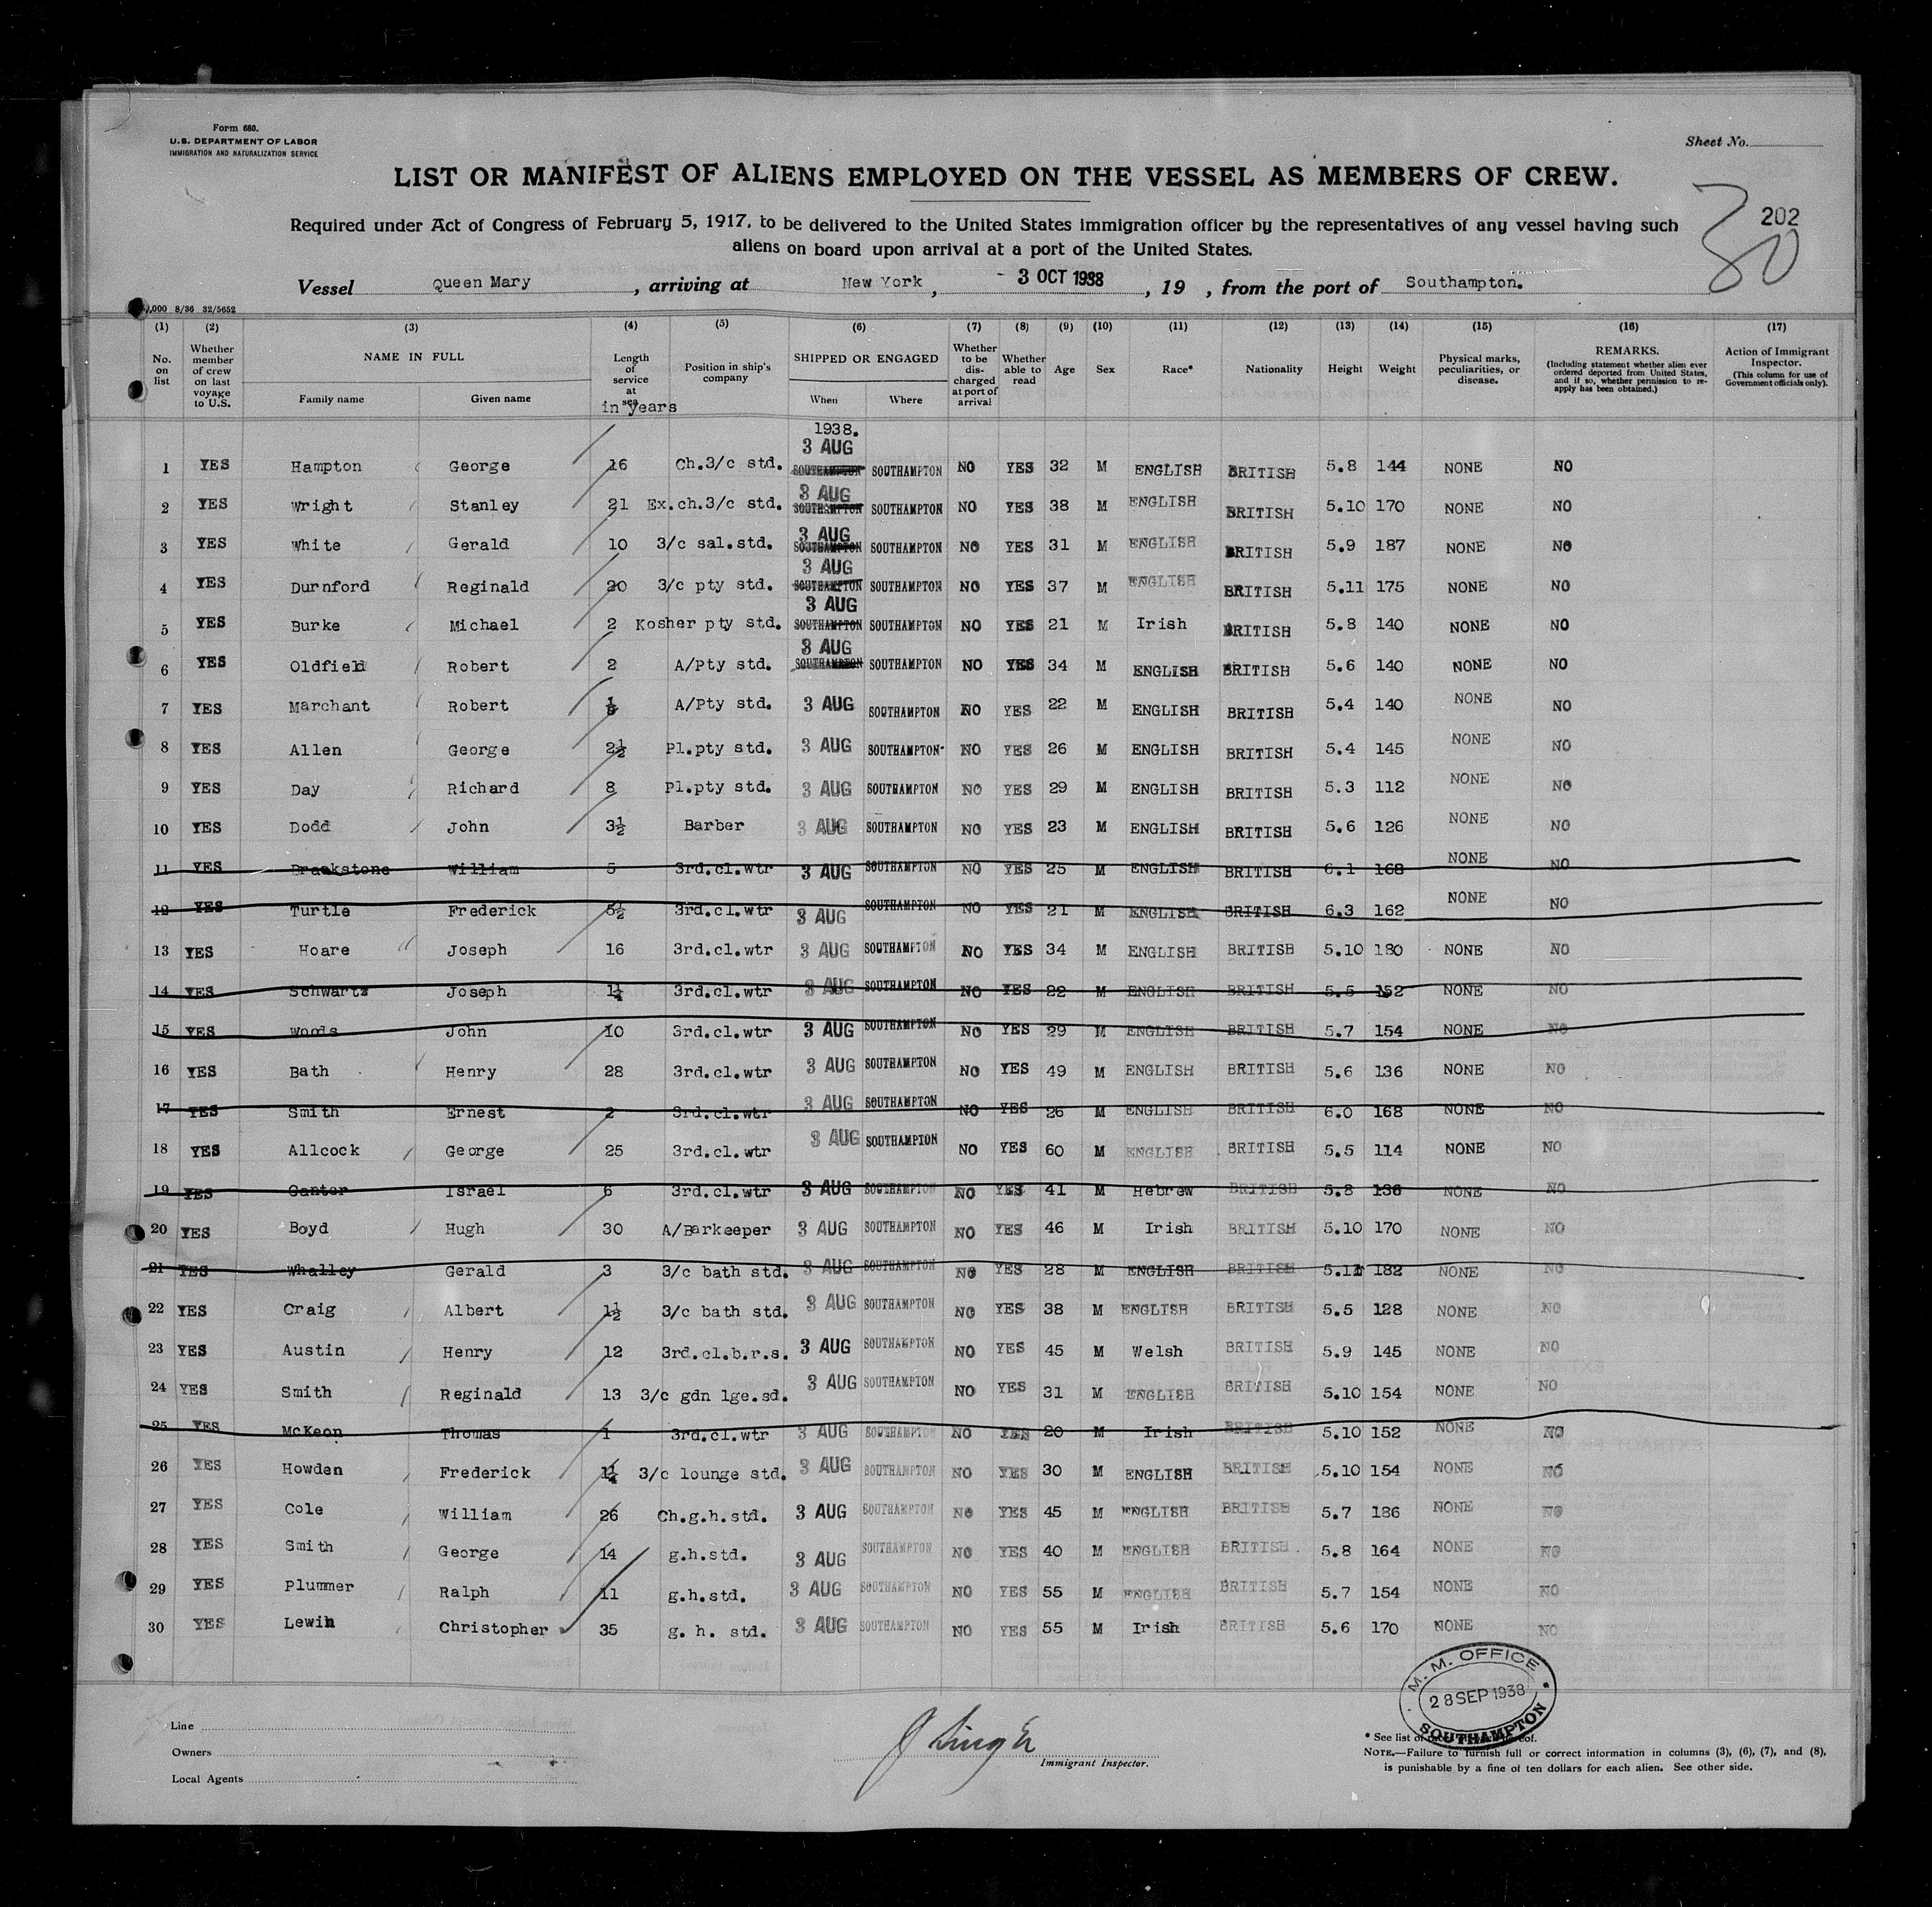 Form 680.
U.S. DEPARTMENT OF LABOR
IMMIGRATION AND NATURALIZATION SERVICE
Sheet No.
LIST OR MANIFEST OF ALIENS EMPLOYED ON THE VESSEL AS MEMBERS OF CREW.
Required under Act of Congress of February 5, 1917, to be delivered to the United States immigration officer by the representatives of any vessel having such
aliens on board upon arrival at a port of the United States.
202
30
Vessel Queen Mary, arriving at New York, - 3 OCT 1938, 19 , from the port of Southampton.
,000 8/36 32/5652
(1) (2) (3) (4) (5) (6) (7) (8) (9) (10) (11) (12) (13) (14) (15) (16) (17)
No. on list
Whether member of crew on last voyage to U.S.
NAME IN FULL
Family name Given name
Length of service at sea
in years
Position in ship's company
SHIPPED OR ENGAGED
When Where
Whether to be discharged at port of arrival
Whether able to read
Age Sex Race* Nationality Height Weight
Physical marks, peculiarities, or disease.
REMARKS.
(Including statement whether alien ever ordered deported from United States, and if so, whether permission to re-apply has been obtained.)
Action of Immigrant Inspector.
(This column for use of Government officials only).
1938.
1 YES Hampton George 16 Ch.3/c std. 3 AUG SOUTHAMPTON SOUTHAMPTON NO YES 32 M ENGLISH BRITISH 5.8 144 NONE NO
2 YES Wright Stanley 21 Ex.ch.3/c std. 3 AUG SOUTHAMPTON SOUTHAMPTON NO YES 38 M ENGLISH BRITISH 5.10 170 NONE NO
3 YES White Gerald 10 3/c sal.std. 3 AUG SOUTHAMPTON SOUTHAMPTON NO YES 31 M ENGLISH BRITISH 5.9 187 NONE NO
4 YES Durnford Reginald 20 3/c pty std. 3 AUG SOUTHAMPTON SOUTHAMPTON NO YES 37 M ENGLISH BRITISH 5.11 175 NONE NO
5 YES Burke Michael 2 Kosher pty std. 3 AUG SOUTHAMPTON SOUTHAMPTON NO YES 21 M Irish BRITISH 5.8 140 NONE NO
6 YES Oldfield Robert 2 A/Pty std. 3 AUG SOUTHAMPTON SOUTHAMPTON NO YES 34 M ENGLISH BRITISH 5.6 140 NONE NO
7 YES Marchant Robert A/Pty std. 3 AUG SOUTHAMPTON NO YES 22 M ENGLISH BRITISH 5.4 140 NONE NO
8 YES Allen George 2½ Pl.pty std. 3 AUG SOUTHAMPTON NO YES 26 M ENGLISH BRITISH 5.4 145 NONE NO
9 YES Day Richard 8 Pl.pty std. 3 AUG SOUTHAMPTON NO YES 29 M ENGLISH BRITISH 5.3 112 NONE NO
10 YES Dodd John 3½ Barber 3 AUG SOUTHAMPTON NO YES 23 M ENGLISH BRITISH 5.6 126 NONE NO
11 YES Braekstone William 5 3rd.cl.wtr 3 AUG SOUTHAMPTON NO YES 25 M ENGLISH BRITISH 6.1 168 NONE NO
12 YES Turtle Frederick 5½ 3rd.cl.wtr 3 AUG SOUTHAMPTON NO YES 21 M ENGLISH BRITISH 6.3 162 NONE NO
13 YES Hoare Joseph 16 3rd.cl.wtr 3 AUG SOUTHAMPTON NO YES 34 M ENGLISH BRITISH 5.10 180 NONE NO
14 YES Schwartz Joseph 1¼ 3rd.cl.wtr 3 AUG SOUTHAMPTON NO YES 22 M ENGLISH BRITISH 5.5 152 NONE NO
15 YES Woods John 10 3rd.cl.wtr 3 AUG SOUTHAMPTON NO YES 29 M ENGLISH BRITISH 5.7 154 NONE NO
16 YES Bath Henry 28 3rd.cl.wtr 3 AUG SOUTHAMPTON NO YES 49 M ENGLISH BRITISH 5.6 136 NONE NO
17 YES Smith Ernest 2 3rd.cl.wtr 3 AUG SOUTHAMPTON NO YES 26 M ENGLISH BRITISH 6.0 168 NONE NO
18 YES Allcock George 25 3rd.cl.wtr 3 AUG SOUTHAMPTON NO YES 60 M ENGLISH BRITISH 5.5 114 NONE NO
19 YES Ganter Israel 6 3rd.cl.wtr 3 AUG SOUTHAMPTON NO YES 41 M Hebrew BRITISH 5.8 136 NONE NO
20 YES Boyd Hugh 30 A/Barkeeper 3 AUG SOUTHAMPTON NO YES 46 M Irish BRITISH 5.10 170 NONE NO
21 YES Whalley Gerald 3 3/c bath std. 3 AUG SOUTHAMPTON NO YES 28 M ENGLISH BRITISH 5.11 182 NONE NO
22 YES Craig Albert 1½ 3/c bath std. 3 AUG SOUTHAMPTON NO YES 38 M ENGLISH BRITISH 5.5 128 NONE NO
23 YES Austin Henry 12 3rd.cl.b.r.s. 3 AUG SOUTHAMPTON NO YES 45 M Welsh BRITISH 5.9 145 NONE NO
24 YES Smith Reginald 13 3/c gdn lge.sd. 3 AUG SOUTHAMPTON NO YES 31 M ENGLISH BRITISH 5.10 154 NONE NO
25 YES McKeon Thomas 1 3rd.cl.wtr 3 AUG SOUTHAMPTON NO YES 20 M Irish BRITISH 5.10 152 NONE NO
26 YES Howden Frederick 1¼ 3/c lounge std. 3 AUG SOUTHAMPTON NO YES 30 M ENGLISH BRITISH 5.10 154 NONE NO
27 YES Cole William 26 Ch.g.h.std. 3 AUG SOUTHAMPTON NO YES 45 M ENGLISH BRITISH 5.7 186 NONE NO
28 YES Smith George 14 g.h.std. 3 AUG SOUTHAMPTON NO YES 40 M ENGLISH BRITISH 5.8 164 NONE NO
29 YES Plummer Ralph 11 g.h.std. 3 AUG SOUTHAMPTON NO YES 55 M ENGLISH BRITISH 5.7 154 NONE NO
30 YES Lewin Christopher 35 g. h. std. 3 AUG SOUTHAMPTON NO YES 55 M Irish BRITISH 5.6 170 NONE NO
M. M. OFFICE
28 SEP 1938
SOUTHAMPTON
Line
Owners
Local Agents
Immigrant Inspector.
* See list of
NOTE.—Failure to furnish full or correct information in columns (3), (6), (7), and (8),
is punishable by a fine of ten dollars for each alien. See other side.